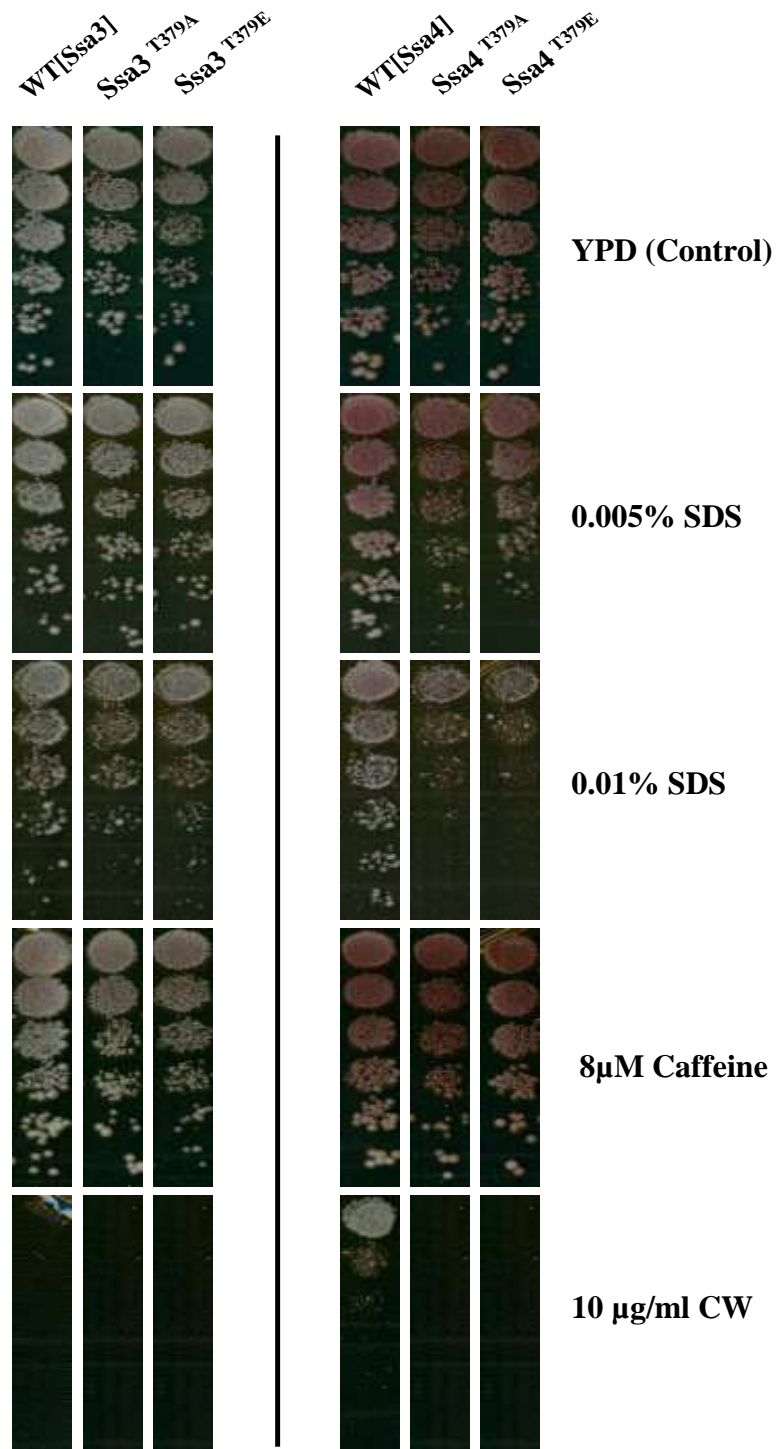 WT[Ssa3]
Ssa3 T379A
Ssa3 T379E
WT[Ssa4]
Ssa4 T379A
Ssa4 T379E
YPD (Control)
0.005% SDS
0.01% SDS
8µM Caffeine
10 µg/ml CW